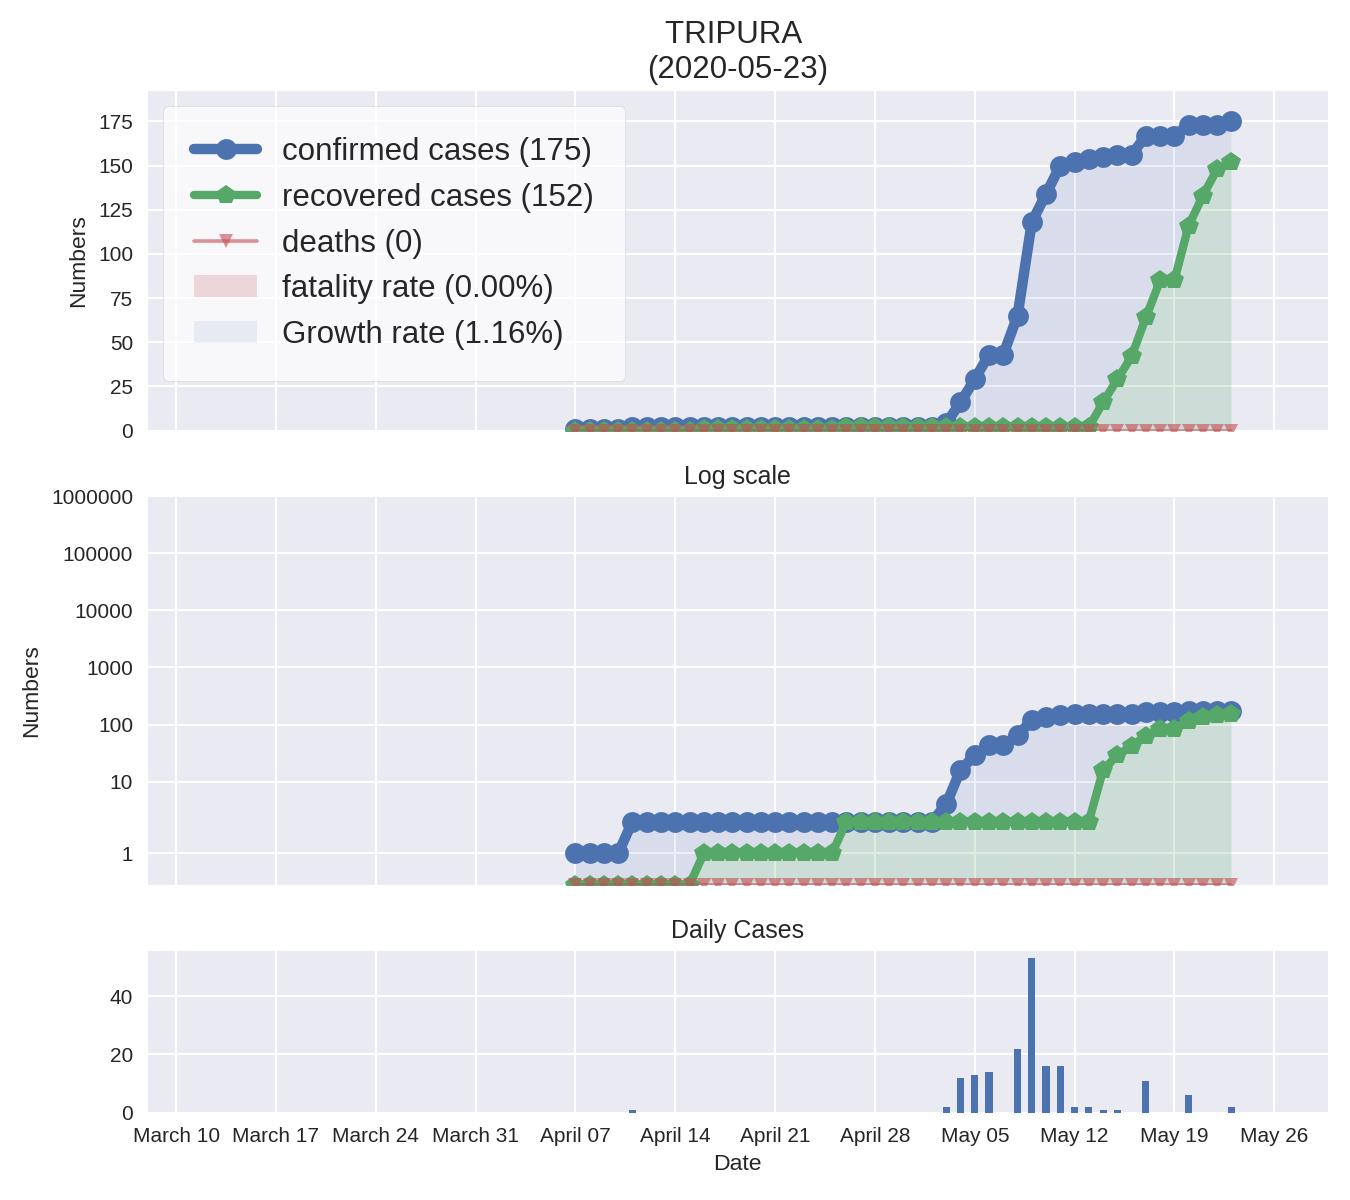 TRIPURA
(2020-05-23)
175
150
125
100
75
50
25
0
Numbers
confirmed cases (175)
recovered cases (152)
deaths (0)
fatality rate (0.00%)
Growth rate (1.16%)
Log scale
1000000
100000
10000
1000
100
10
1
Numbers
Daily Cases
40
20
0
March 10 March 17 March 24 March 31 April 07 April 14 April 21 April 28 May 05 May 12 May 19 May 26
Date